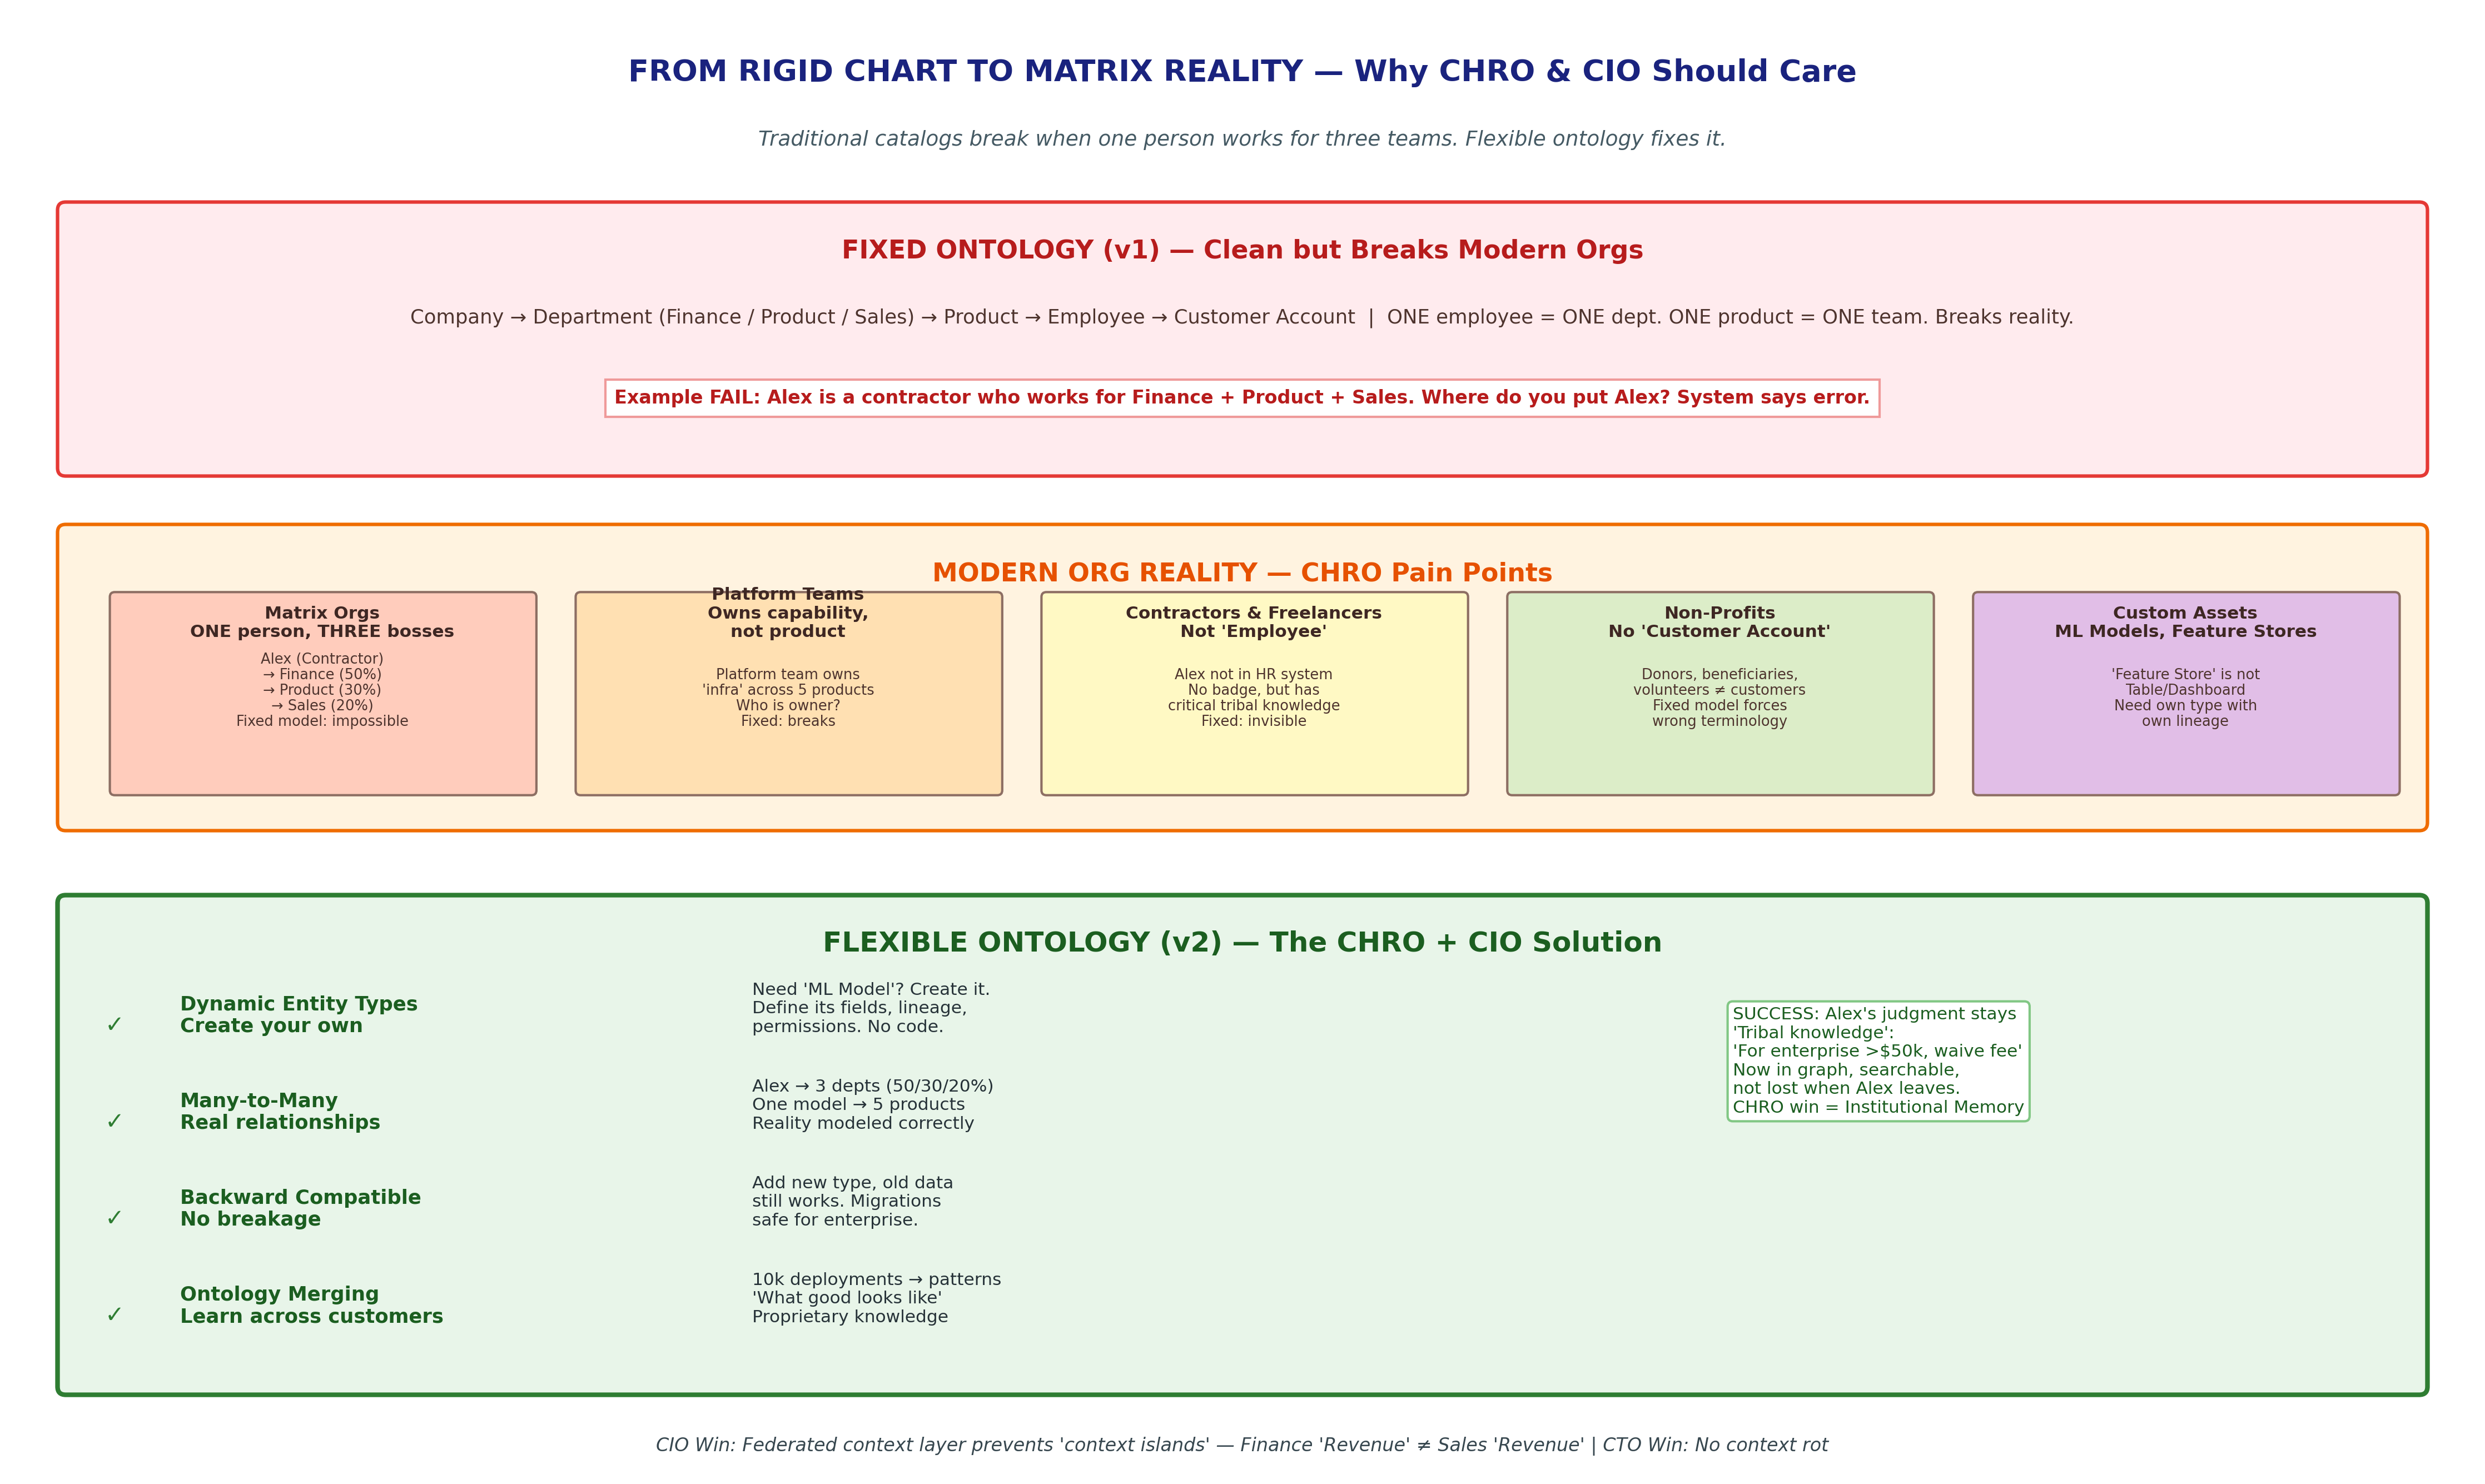 FROM RIGID CHART TO MATRIX REALITY — Why CHRO & CIO Should Care
Traditional catalogs break when one person works for three teams. Flexible ontology fixes it.
FIXED ONTOLOGY (v1) — Clean but Breaks Modern Orgs
Company → Department (Finance / Product / Sales) → Product → Employee → Customer Account | ONE employee = ONE dept. ONE product = ONE team. Breaks reality.
Example FAIL: Alex is a contractor who works for Finance + Product + Sales. Where do you put Alex? System says error.
MODERN ORG REALITY — CHRO Pain Points
Matrix Orgs
ONE person, THREE bosses
Alex (Contractor)
→ Finance (50%)
→ Product (30%)
→ Sales (20%)
Fixed model: impossible
Platform Teams
Owns capability,
not product
Platform team owns
'infra' across 5 products
Who is owner?
Fixed: breaks
Contractors & Freelancers
Not 'Employee'
Alex not in HR system
No badge, but has
critical tribal knowledge
Fixed: invisible
Non-Profits
No 'Customer Account'
Donors, beneficiaries,
volunteers ≠ customers
Fixed model forces
wrong terminology
Custom Assets
ML Models, Feature Stores
'Feature Store' is not
Table/Dashboard
Need own type with
own lineage
FLEXIBLE ONTOLOGY (v2) — The CHRO + CIO Solution
✓
Dynamic Entity Types
Create your own
Need 'ML Model'? Create it.
Define its fields, lineage,
permissions. No code.
✓
Many-to-Many
Real relationships
Alex → 3 depts (50/30/20%)
One model → 5 products
Reality modeled correctly
✓
Backward Compatible
No breakage
Add new type, old data
still works. Migrations
safe for enterprise.
✓
Ontology Merging
Learn across customers
10k deployments → patterns
'What good looks like'
Proprietary knowledge
SUCCESS: Alex's judgment stays
'Tribal knowledge':
'For enterprise >$50k, waive fee'
Now in graph, searchable,
not lost when Alex leaves.
CHRO win = Institutional Memory
CIO Win: Federated context layer prevents 'context islands' — Finance 'Revenue' ≠ Sales 'Revenue' | CTO Win: No context rot